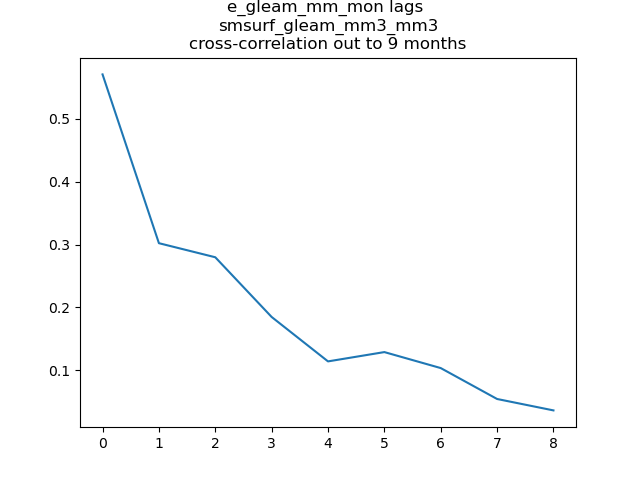 e_gleam_mm_mon lags
smsurf_gleam_mm3_mm3
cross-correlation out to 9 months
0.5
0.4
0.3
0.2
0.1
0 1 2 3 4 5 6 7 8